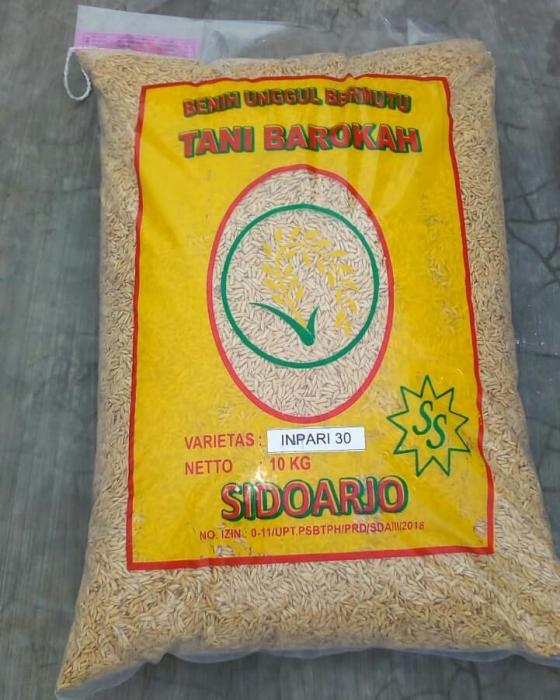 BENIH UNGGUL BERMUTU
TANI BAROKAH
SS
VARIETAS : INPARI 30
NETTO 10 KG
SIDOARJO
NO. IZIN.: 0-11/UPT.PSBTPH/PRD/SDA/III/2018